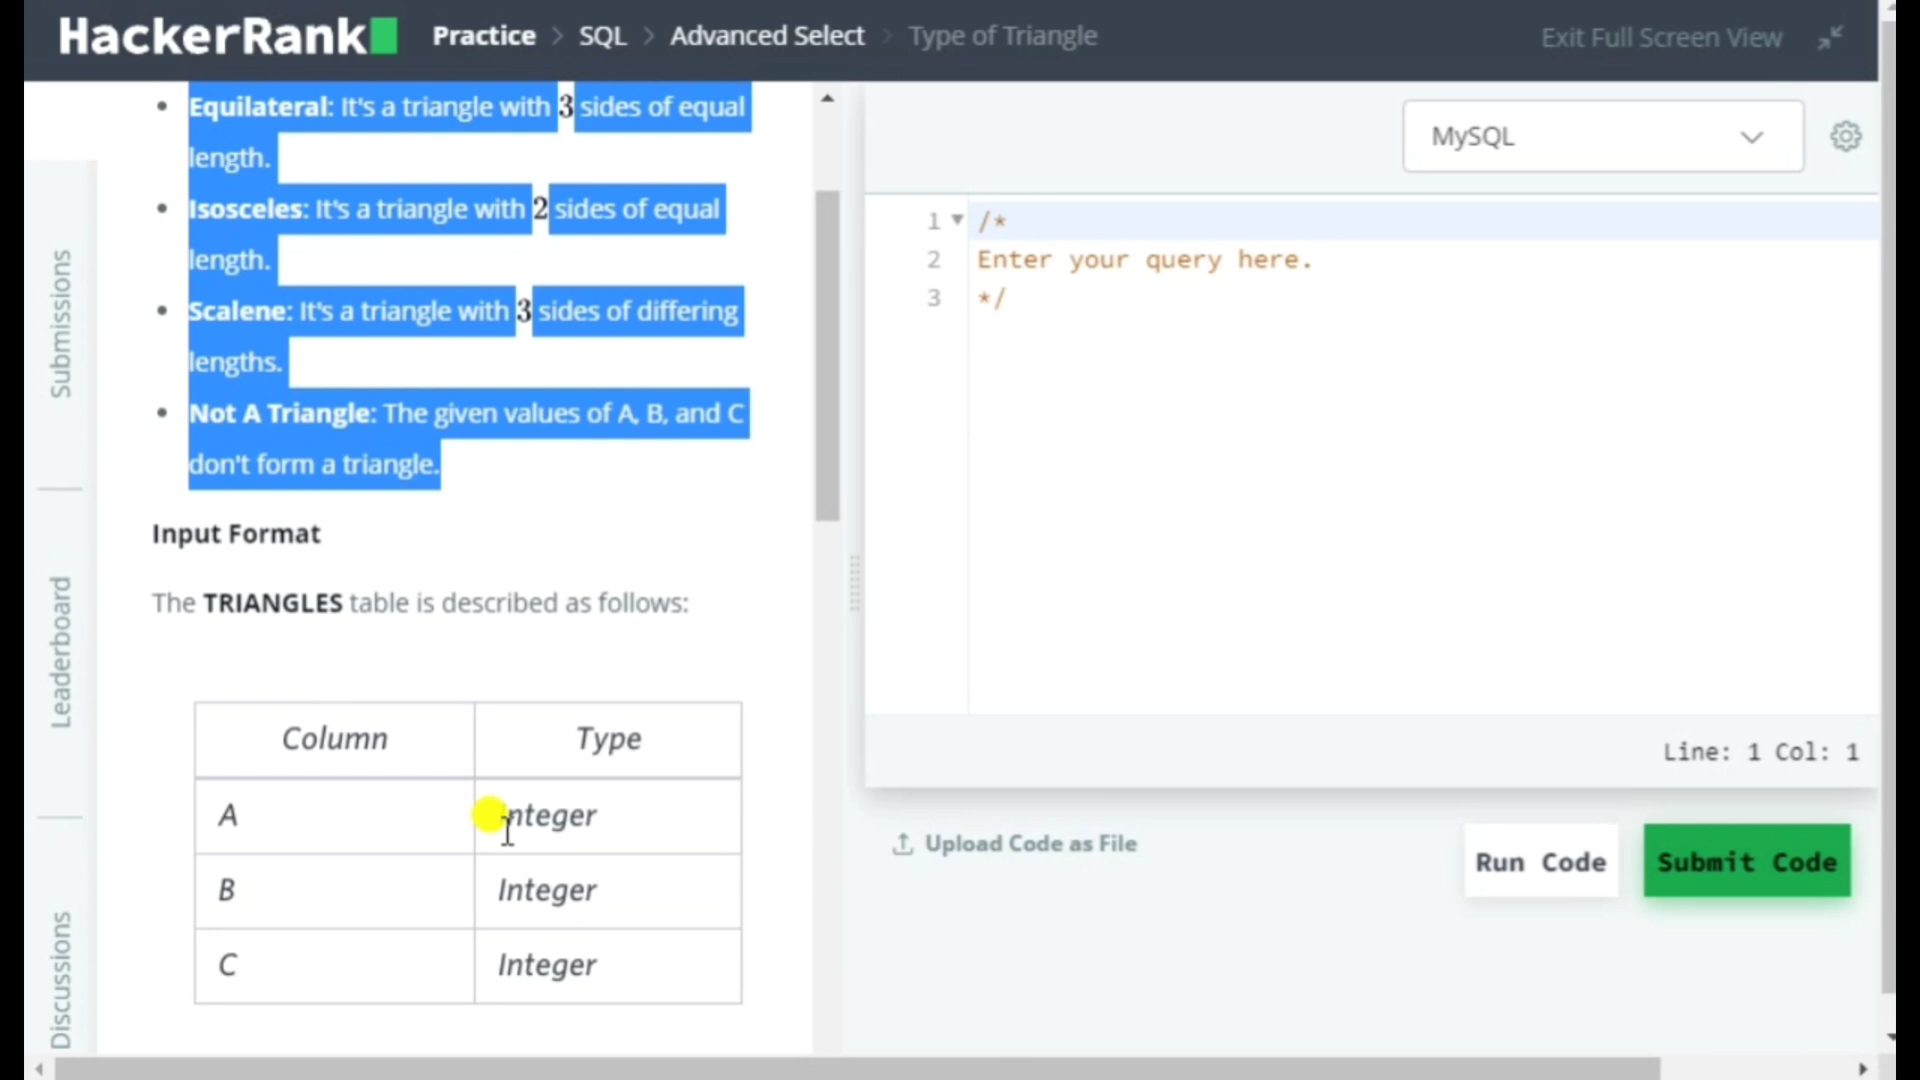 HackerRank Practice > SQL > Advanced Select > Type of Triangle Exit Full Screen View
Submissions
Leaderboard
Discussions
• Equilateral: It's a triangle with 3 sides of equal
length.
• Isosceles: It's a triangle with 2 sides of equal
length.
• Scalene: It's a triangle with 3 sides of differing
lengths.
• Not A Triangle: The given values of A, B, and C
don't form a triangle.
Input Format
The TRIANGLES table is described as follows:
Column Type
A Integer
B Integer
C Integer
MySQL
1 /*
2 Enter your query here.
3 */
Line: 1 Col: 1
Upload Code as File
Run Code
Submit Code